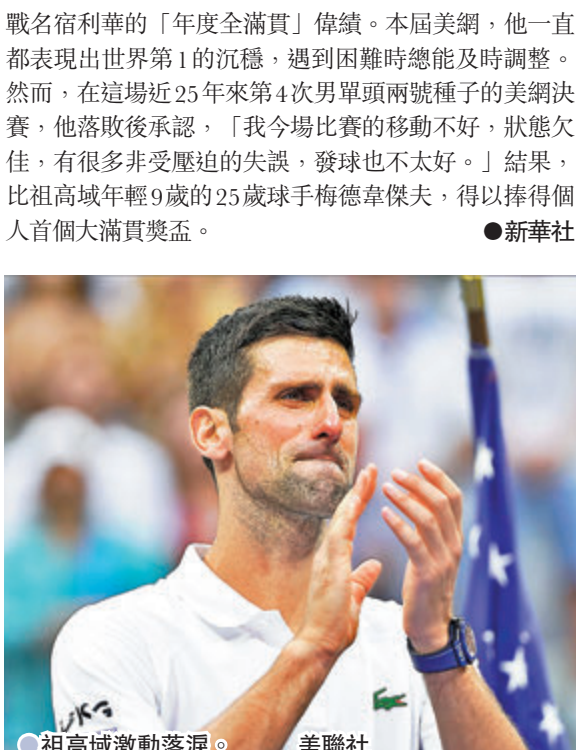 戰名宿利華的「年度全滿貫」偉績。本屆美網，他一直
都表現出世界第1的沉穩，遇到困難時總能及時調整。
然而，在這場近25年來第4次男單頭兩號種子的美網決
賽，他落敗後承認，「我今場比賽的移動不好，狀態欠
佳，有很多非受壓迫的失誤，發球也不太好。」結果，
比祖高域年輕9歲的25歲球手梅德韋傑夫，得以捧得個
人首個大滿貫獎盃。 ●新華社
●祖高域激動落淚。 美聯社